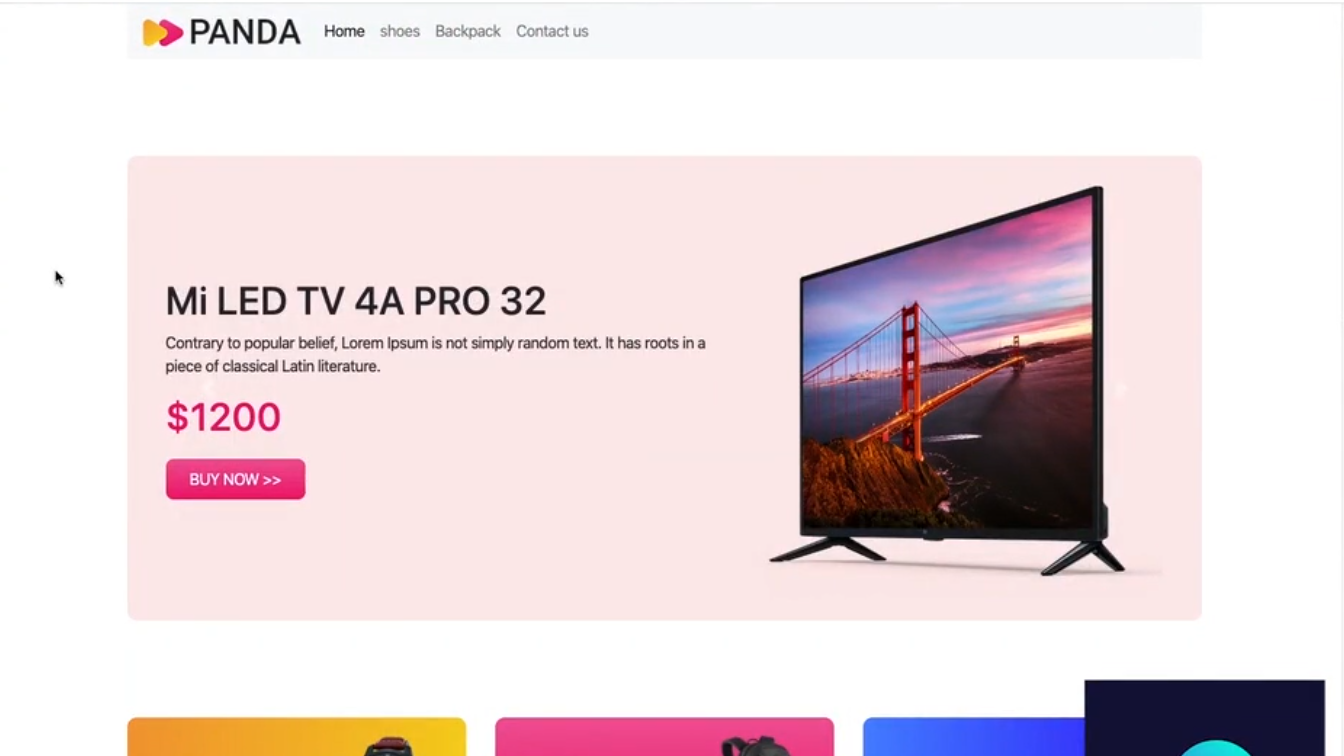 PANDA Home shoes Backpack Contact us
Mi LED TV 4A PRO 32
Contrary to popular belief, Lorem Ipsum is not simply random text. It has roots in a
piece of classical Latin literature.
$1200
BUY NOW >>